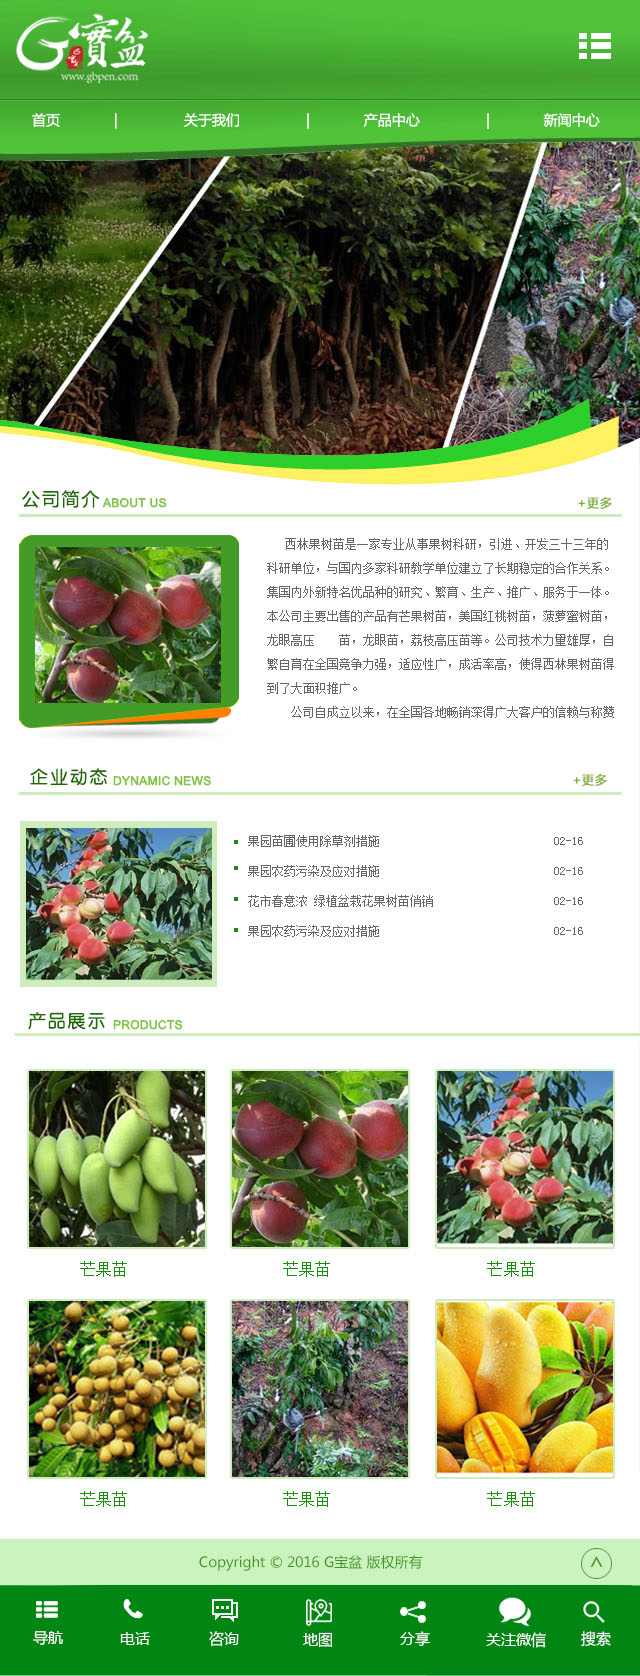 G寶盆
www.gbpen.com
首页 | 关于我们 | 产品中心 | 新闻中心
公司简介 ABOUT US +更多
西林果树苗是一家专业从事果树科研，引进、开发三十三年的
科研单位，与国内多家科研教学单位建立了长期稳定的合作关系。
集国内外新特名优品种的研究、繁育、生产、推广、服务于一体。
本公司主要出售的产品有芒果树苗，美国红桃树苗，菠萝蜜树苗，
龙眼高压 苗，龙眼苗，荔枝高压苗等。公司技术力量雄厚，自
繁自育在全国竞争力强，适应性广，成活率高，使得西林果树苗得
到了大面积推广。
公司自成立以来，在全国各地畅销深得广大客户的信赖与称赞
企业动态 DYNAMIC NEWS +更多
果园苗圃使用除草剂措施 02-16
果园农药污染及应对措施 02-16
花市春意浓 绿植盆栽花果树苗俏销 02-16
果园农药污染及应对措施 02-16
产品展示 PRODUCTS
芒果苗 芒果苗 芒果苗
芒果苗 芒果苗 芒果苗
Copyright © 2016 G宝盆 版权所有
导航 电话 咨询 地图 分享 关注微信 搜索